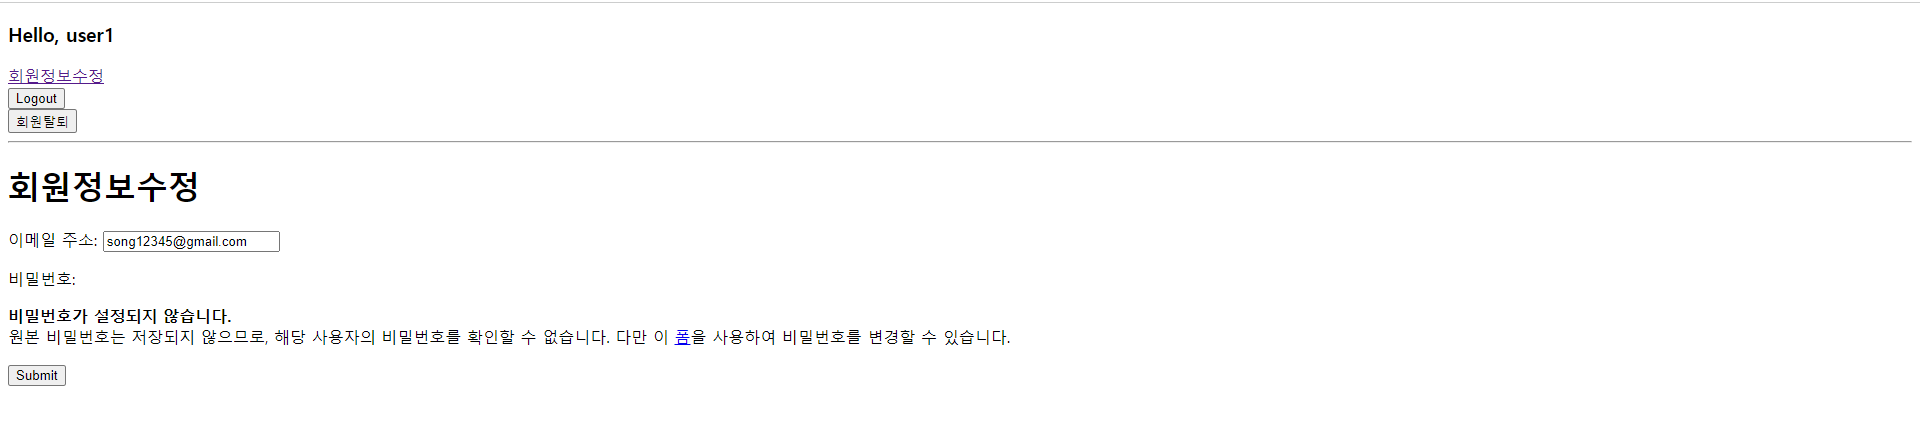 Hello, user1
회원정보수정
Logout
회원탈퇴
회원정보수정
이메일 주소: song12345@gmail.com
비밀번호:
비밀번호가 설정되지 않습니다.
원본 비밀번호는 저장되지 않으므로, 해당 사용자의 비밀번호를 확인할 수 없습니다. 다만 이 폼을 사용하여 비밀번호를 변경할 수 있습니다.
Submit